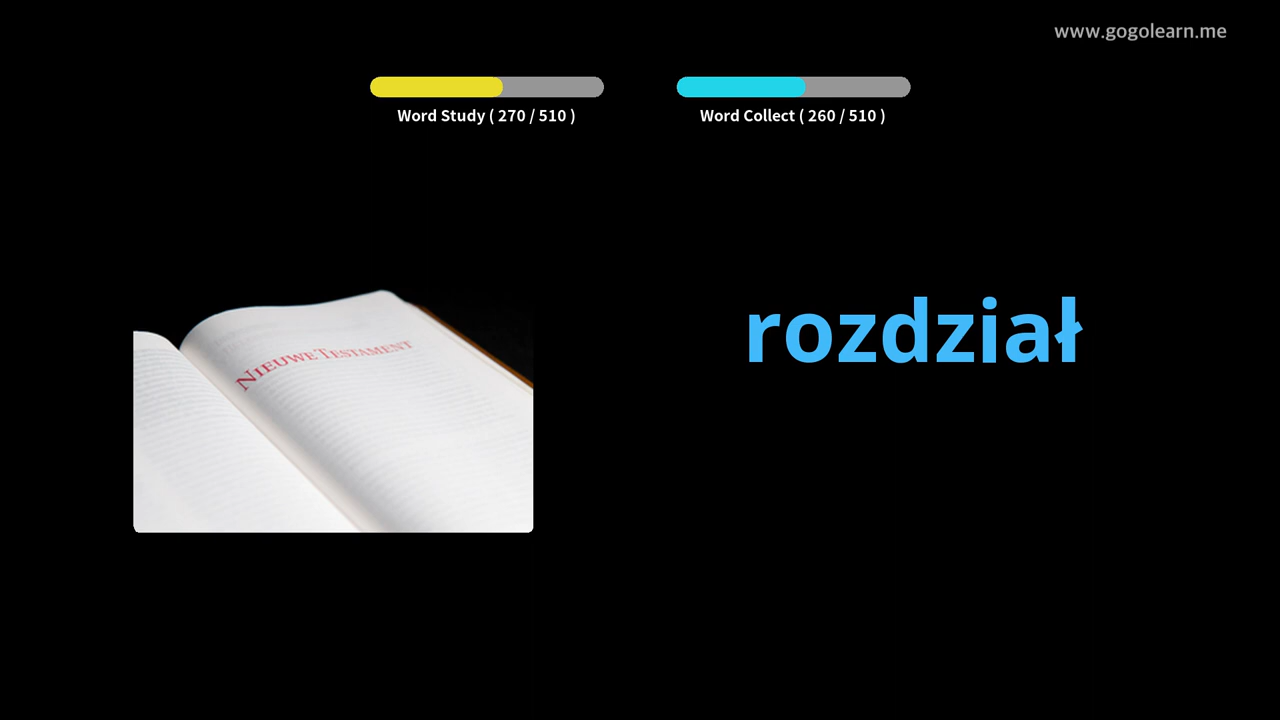 www.gogolearn.me
Word Study ( 270 / 510 )
Word Collect ( 260 / 510 )
NIEUWE TESTAMENT
rozdział